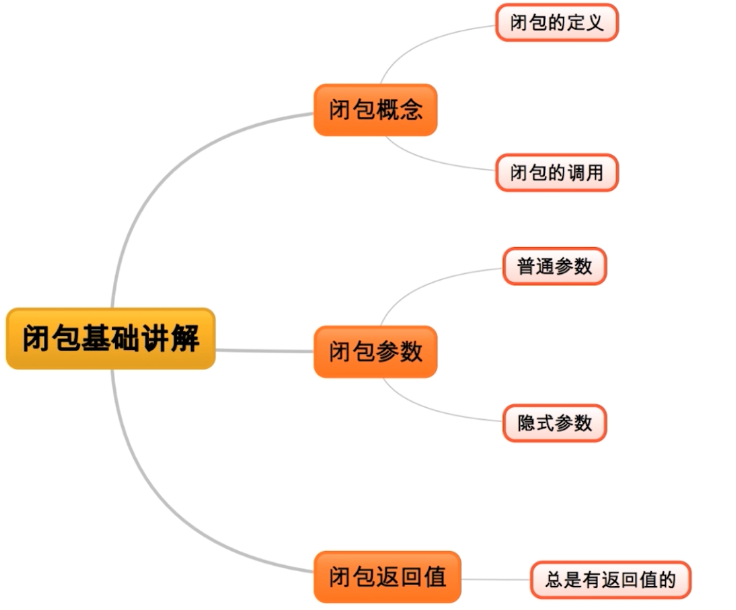 闭包基础讲解
闭包概念
闭包的定义
闭包的调用
闭包参数
普通参数
隐式参数
闭包返回值
总是有返回值的